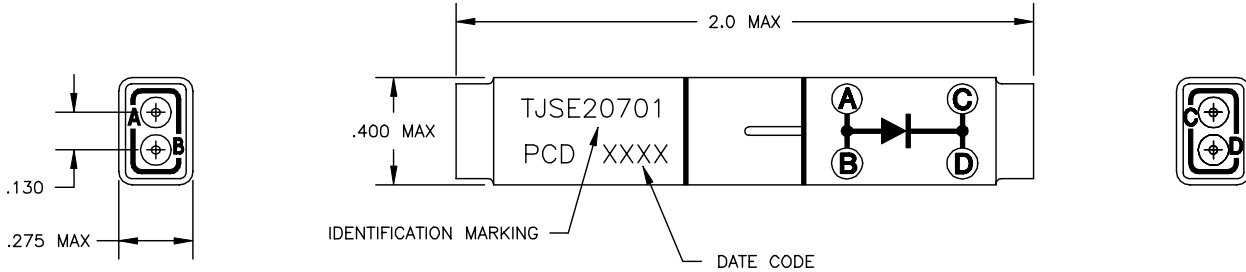 2.0 MAX
A
B
.130
.275 MAX
.400 MAX
TJSE20701
PCD XXXX
A
B
C
D
IDENTIFICATION MARKING
DATE CODE
C
D